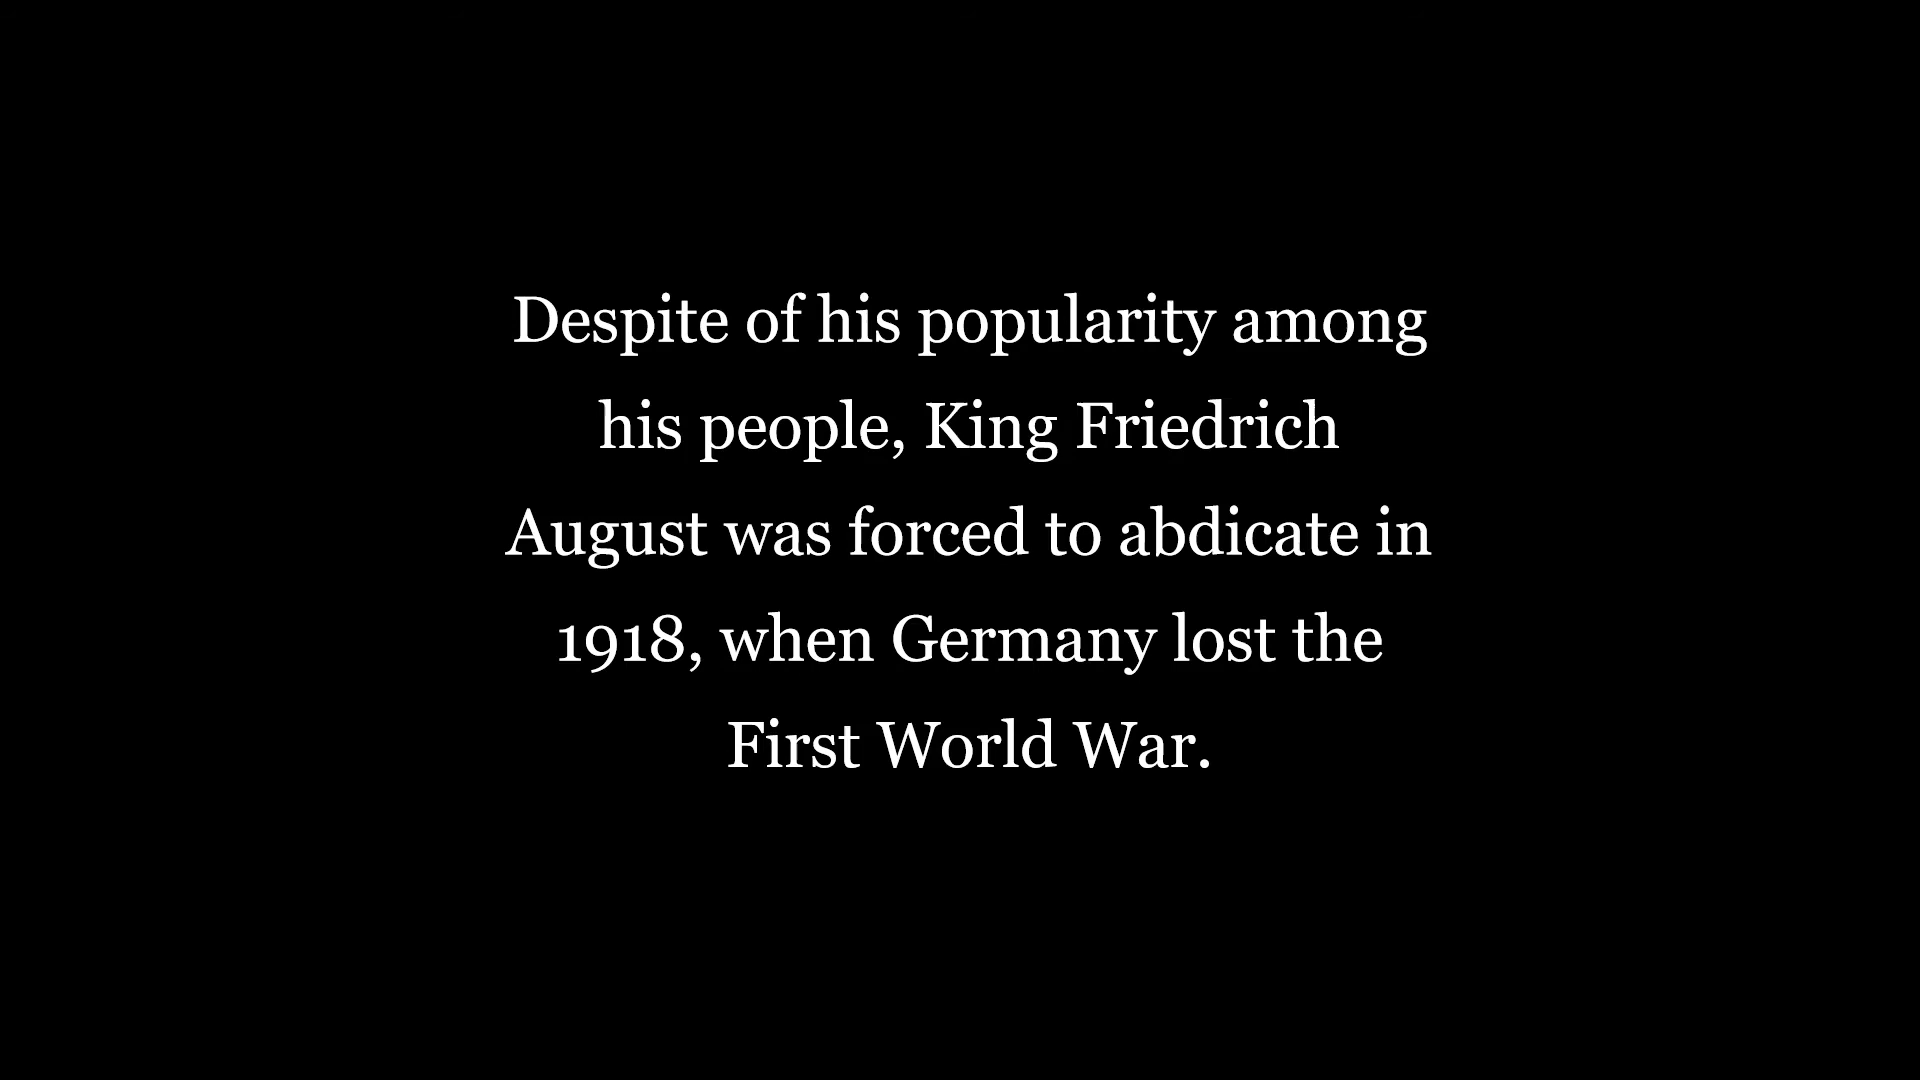 Despite of his popularity among
his people, King Friedrich
August was forced to abdicate in
1918, when Germany lost the
First World War.